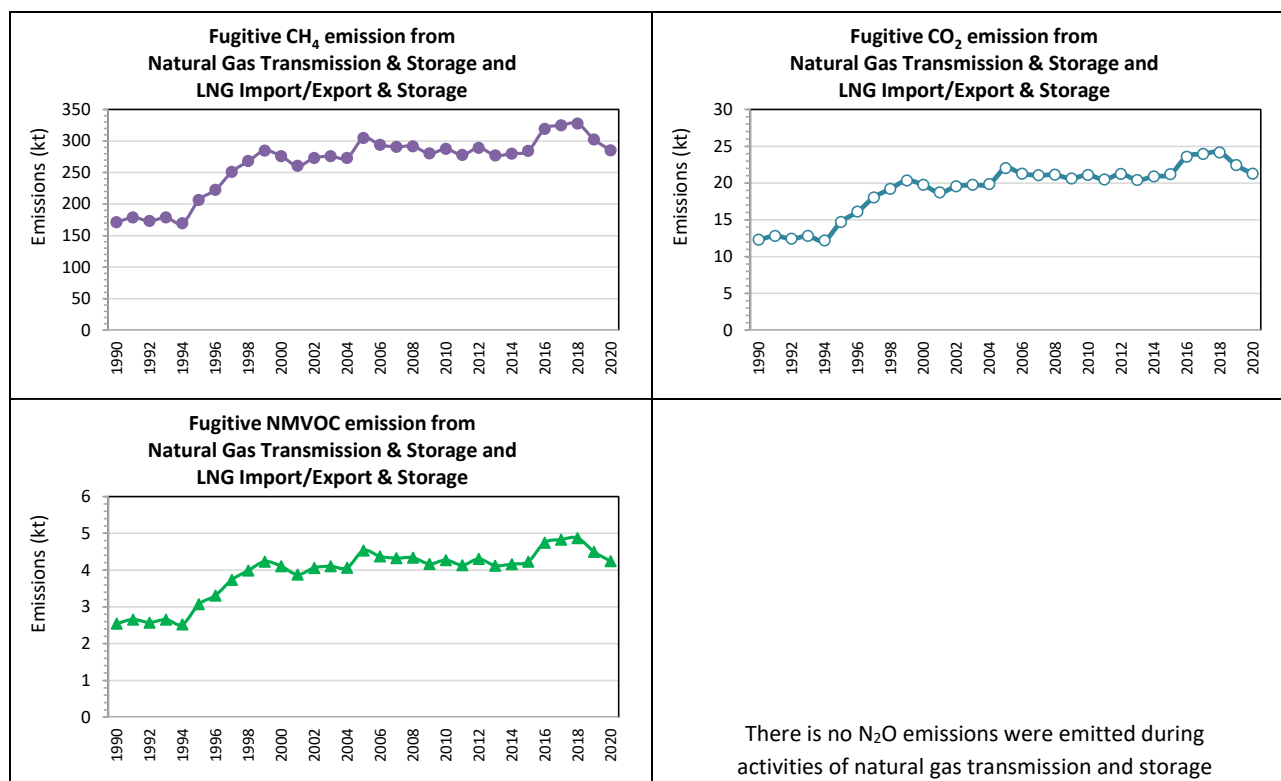 Fugitive CH₄ emission from
Natural Gas Transmission & Storage and
LNG Import/Export & Storage
Emissions (kt)
350
300
250
200
150
100
50
0
1990 1992 1994 1996 1998 2000 2002 2004 2006 2008 2010 2012 2014 2016 2018 2020
Fugitive CO₂ emission from
Natural Gas Transmission & Storage and
LNG Import/Export & Storage
Emissions (kt)
30
25
20
15
10
5
0
1990 1992 1994 1996 1998 2000 2002 2004 2006 2008 2010 2012 2014 2016 2018 2020
Fugitive NMVOC emission from
Natural Gas Transmission & Storage and
LNG Import/Export & Storage
Emissions (kt)
6
5
4
3
2
1
0
1990 1992 1994 1996 1998 2000 2002 2004 2006 2008 2010 2012 2014 2016 2018 2020
There is no N₂O emissions were emitted during
activities of natural gas transmission and storage